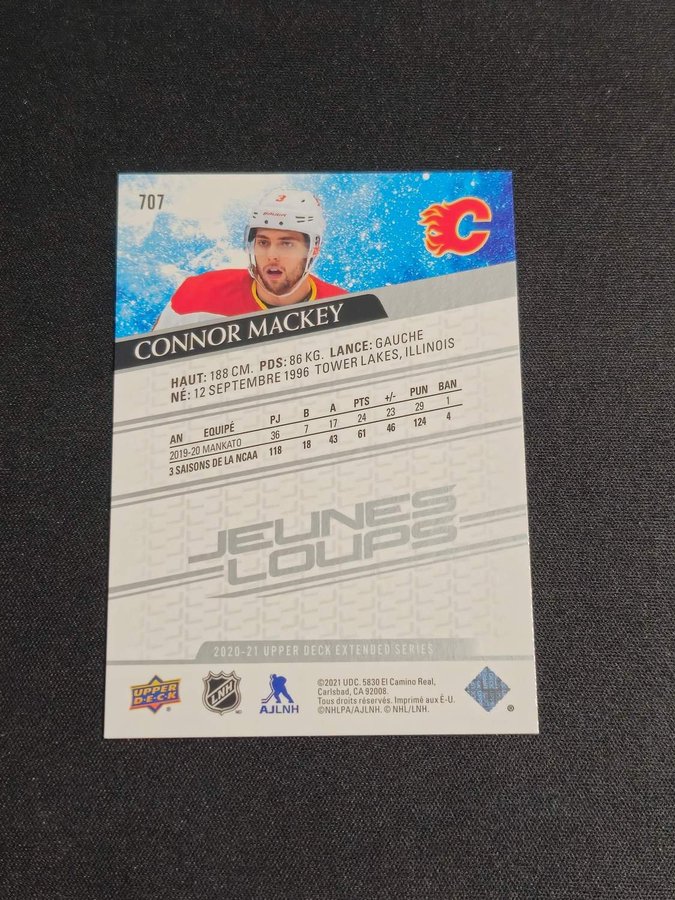 707
3
BAUER
C
CONNOR MACKEY
HAUT: 188 CM. PDS: 86 KG. LANCE: GAUCHE
NÉ: 12 SEPTEMBRE 1996 TOWER LAKES, ILLINOIS
AN EQUIPÉ PJ B A PTS +/- PUN BAN
2019-20 MANKATO 36 7 17 24 23 29 1
3 SAISONS DE LA NCAA 118 18 43 61 46 124 4
JEUNES
LOUPS
2020-21 UPPER DECK EXTENDED SERIES
UPPER
D·E·C·K
®
LNH
AJLNH
©2021 UDC. 5830 El Camino Real,
Carlsbad, CA 92008.
Tous droits réservés. Imprimé aux É-U.
©NHLPA/AJLNH. © NHL/LNH.
®